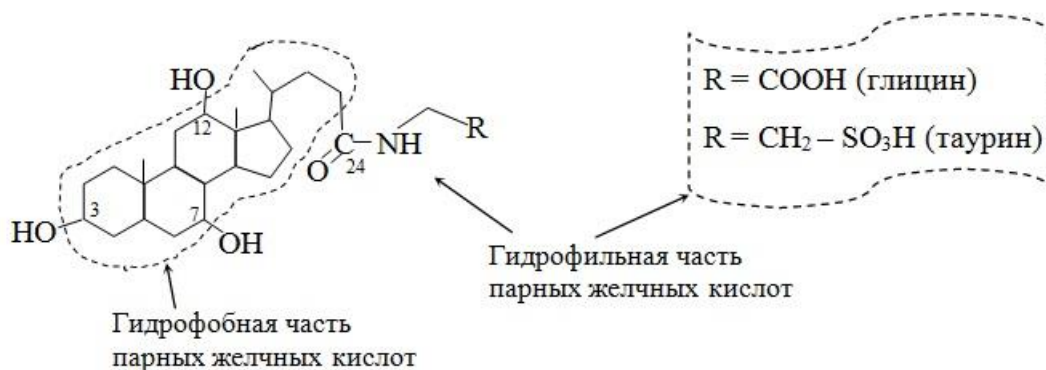 HO
12
O
24
NH
R
3
HO
7
OH
R = COOH (глицин)
R = CH₂ – SO₃H (таурин)
Гидрофильная часть
парных желчных кислот
Гидрофобная часть
парных желчных кислот